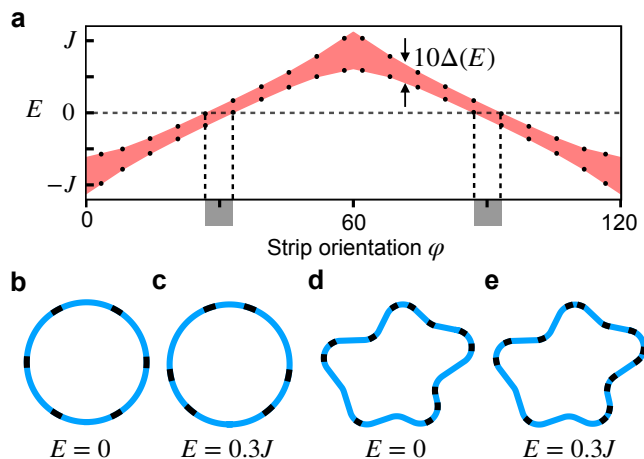 a
J
10Δ(E)
E 0
−J
0 60 120
Strip orientation φ
b c d e
E = 0 E = 0.3J E = 0 E = 0.3J